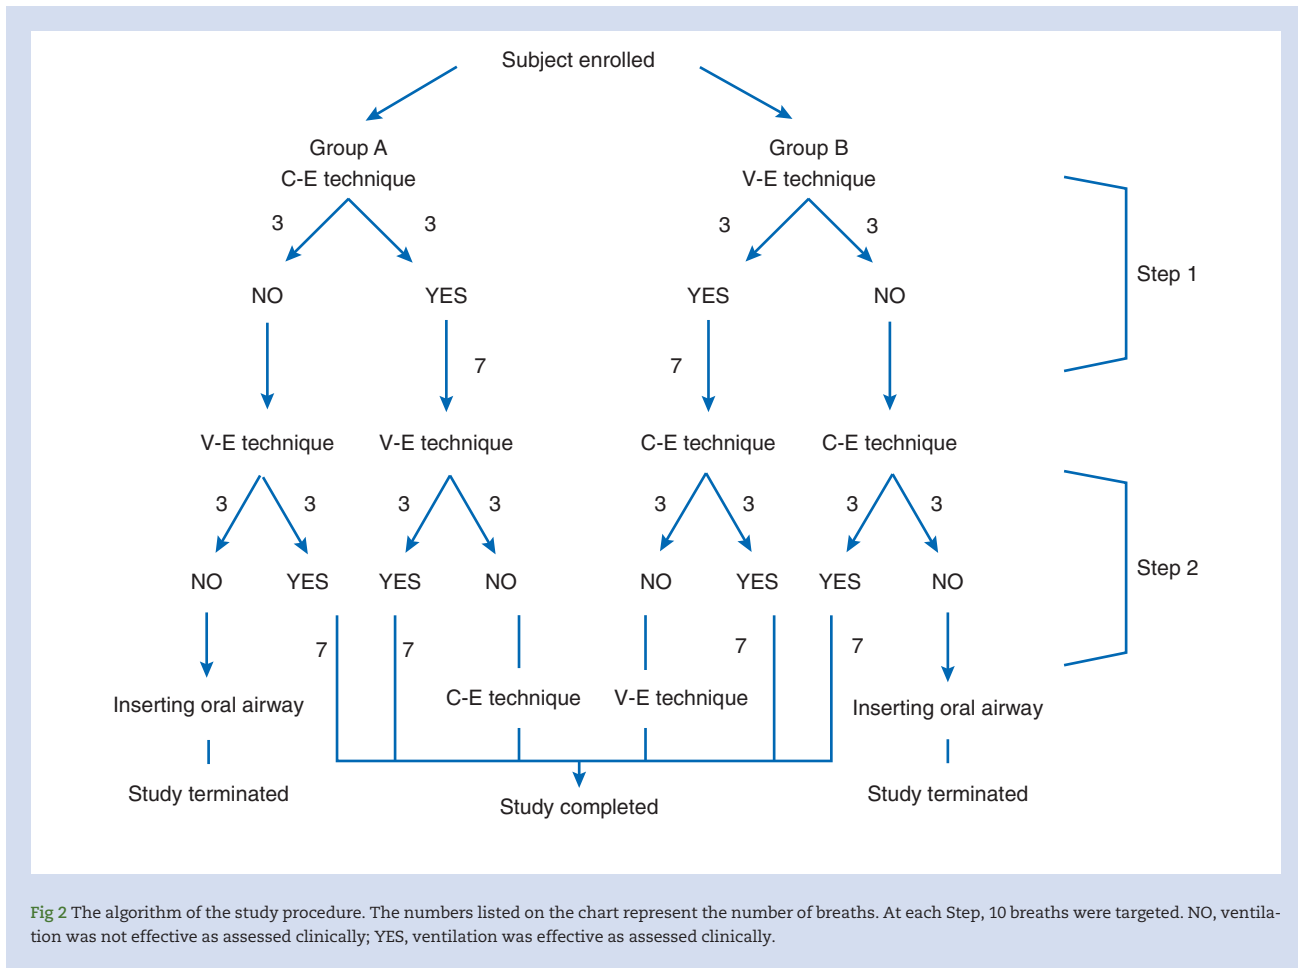 Subject enrolled
Group A
C-E technique
Group B
V-E technique
3
3
3
3
Step 1
NO
YES
YES
NO
7
7
V-E technique
V-E technique
C-E technique
C-E technique
3
3
3
3
3
3
3
3
Step 2
NO
YES
YES
NO
NO
YES
YES
NO
7
7
7
7
Inserting oral airway
C-E technique
V-E technique
Inserting oral airway
Study terminated
Study completed
Study terminated
Fig 2 The algorithm of the study procedure. The numbers listed on the chart represent the number of breaths. At each Step, 10 breaths were targeted. NO, ventila-
tion was not effective as assessed clinically; YES, ventilation was effective as assessed clinically.